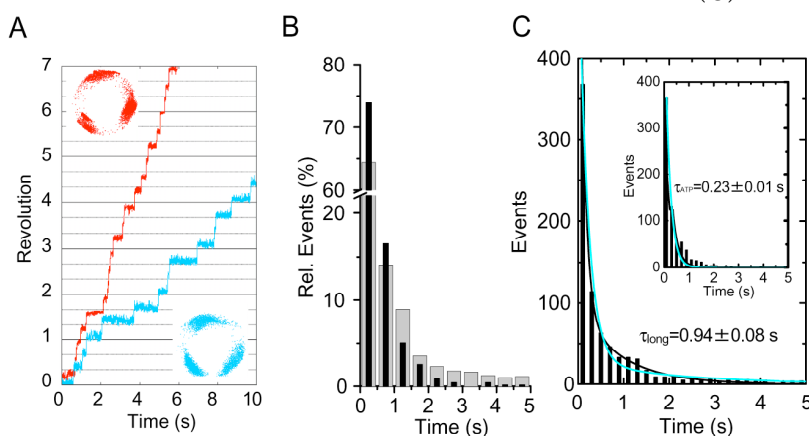 A
Revolution
7
6
5
4
3
2
1
0
0 2 4 6 8 10
Time (s)
B
Rel. Events (%)
80
70
60
20
15
10
5
0
0 1 2 3 4 5
Time (s)
C
Events
400
300
200
100
0
0 1 2 3 4 5
Time (s)
τlong=0.94±0.08 s
Events
400
300
200
100
0
0 1 2 3 4 5
Time (s)
τATP=0.23±0.01 s